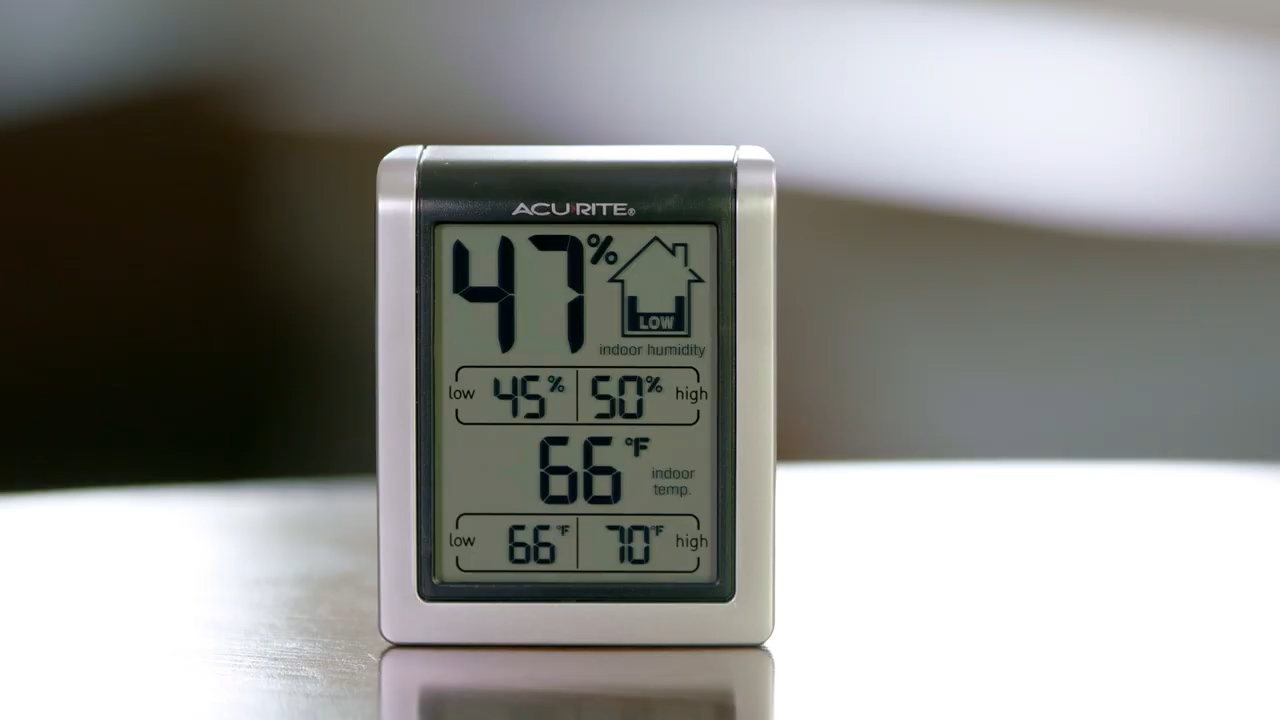 ACURITE®
47%
LOW
indoor humidity
low 45% 50% high
66°F
indoor
temp.
low 66°F 70°F high